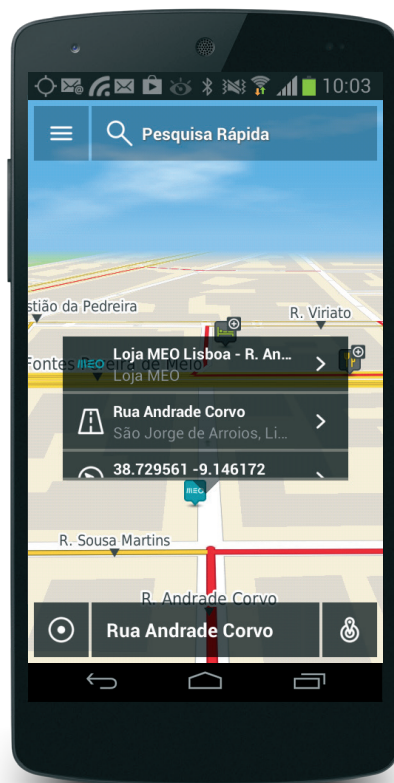 10:03
Pesquisa Rápida
stião da Pedreira
R. Viriato
meo
Loja MEO Lisboa - R. An...
Loja MEO
Fontes Pereira de Melo
Rua Andrade Corvo
São Jorge de Arroios, Li...
38.729561 -9.146172
meo
R. Sousa Martins
R. Andrade Corvo
Rua Andrade Corvo